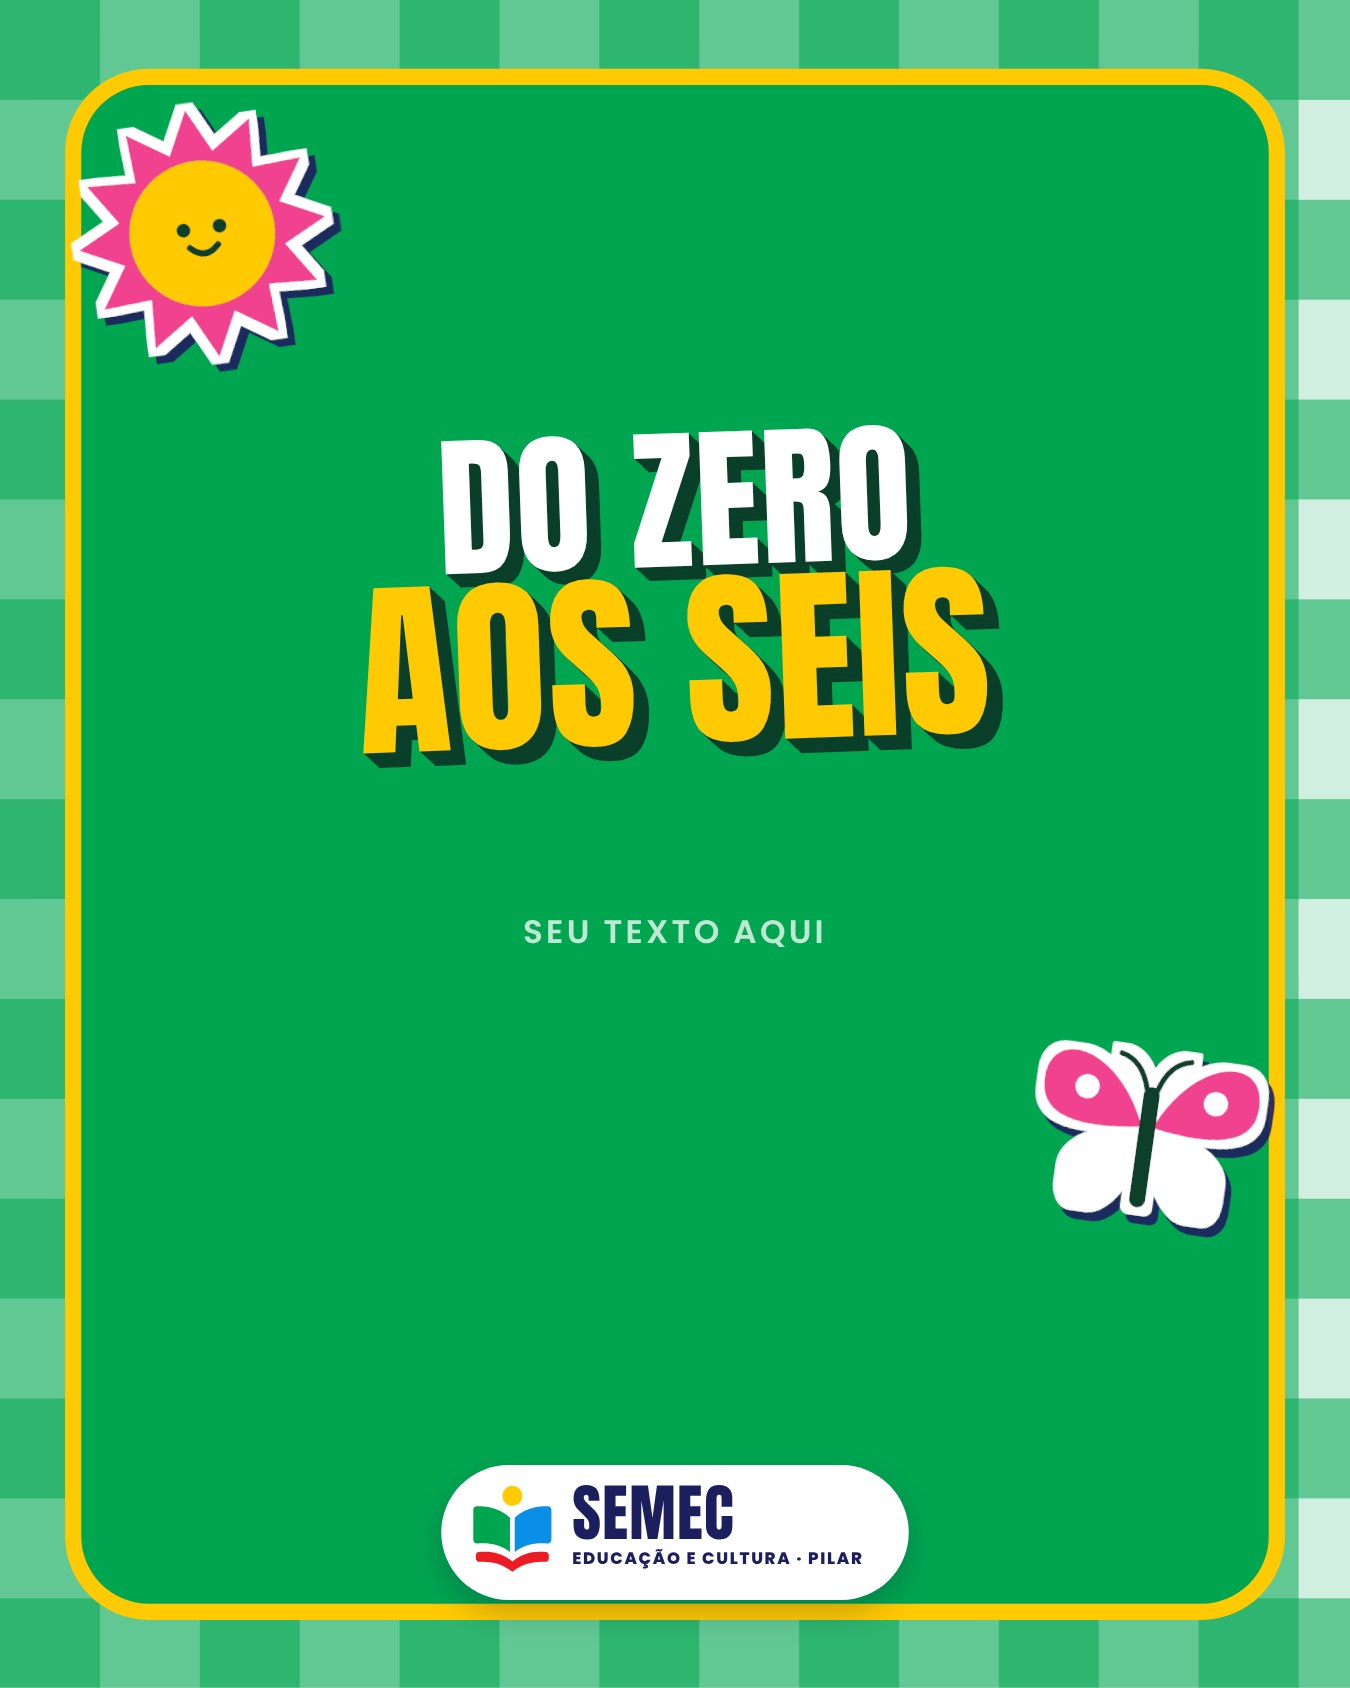 DO ZERO
AOS SEIS
SEU TEXTO AQUI
SEMEC
EDUCAÇÃO E CULTURA · PILAR